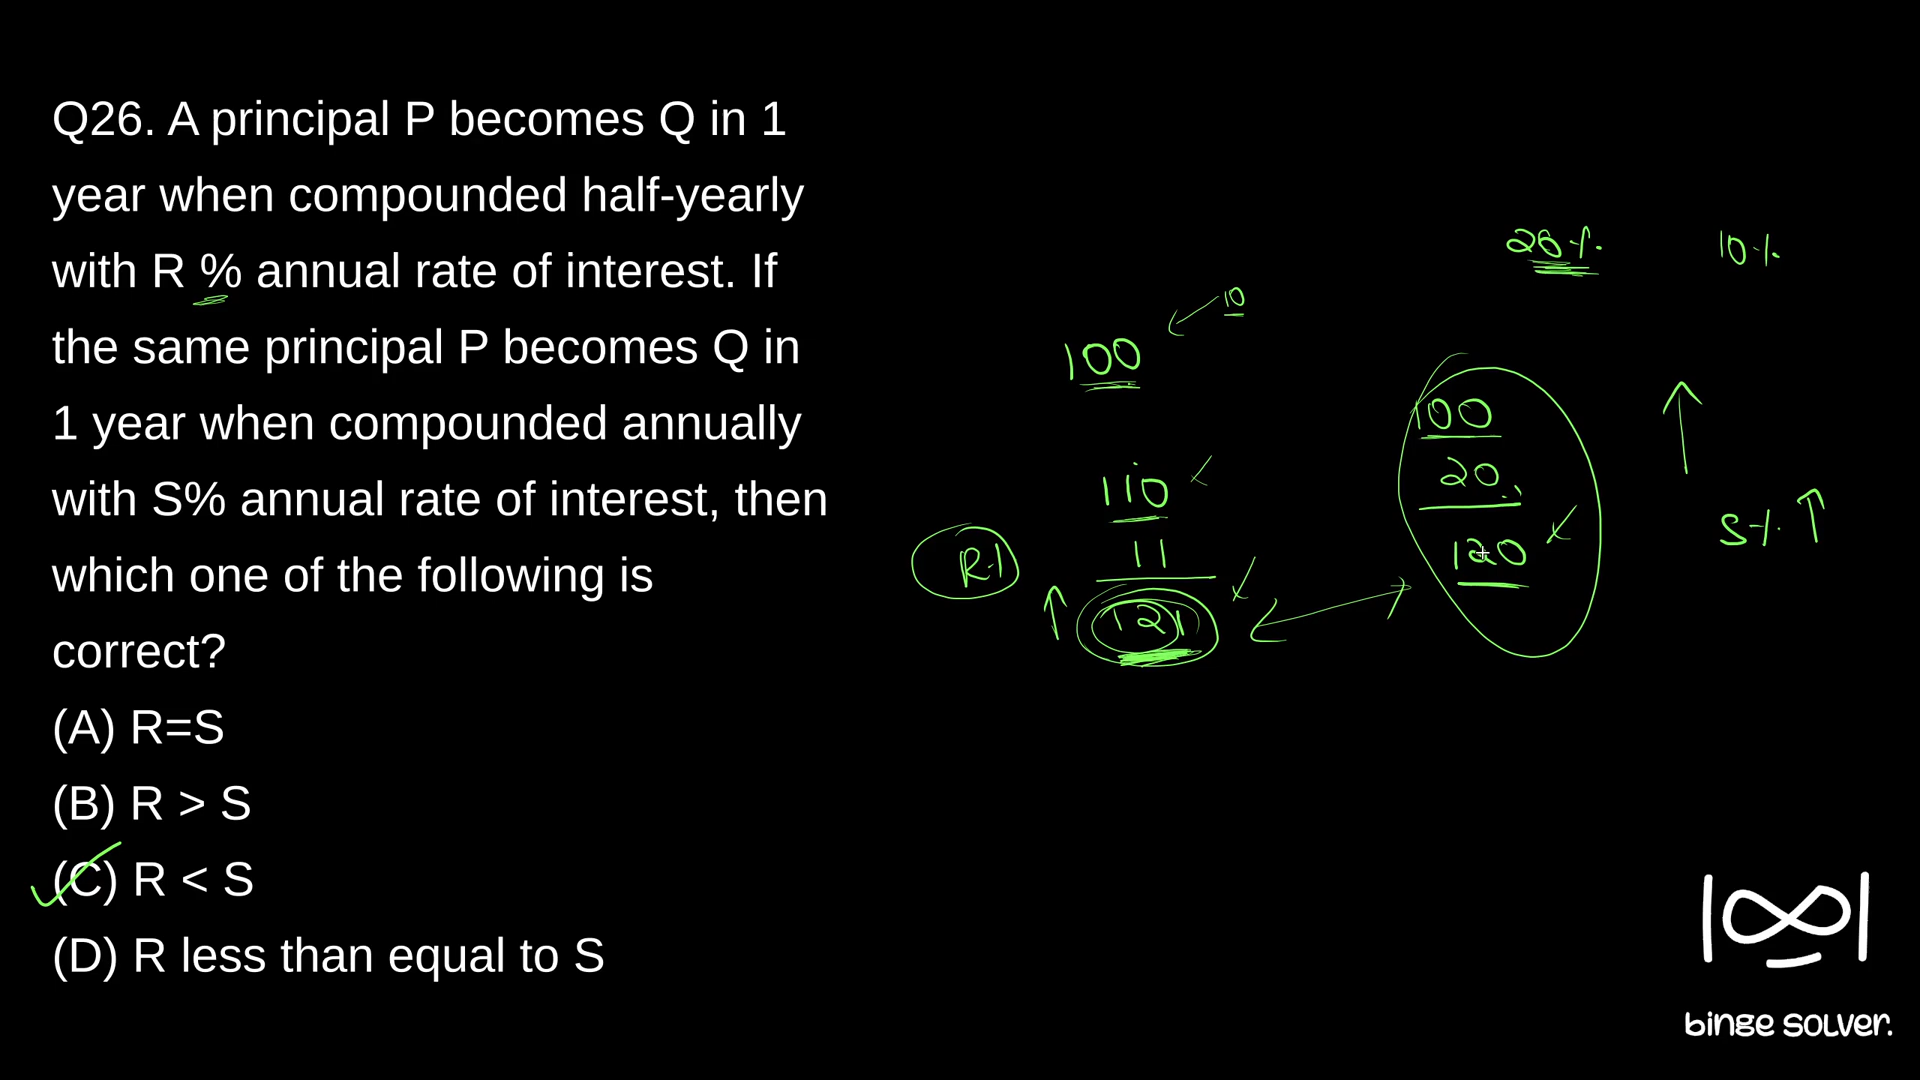 Q26. A principal P becomes Q in 1
year when compounded half-yearly
with R % annual rate of interest. If
the same principal P becomes Q in
1 year when compounded annually
with S% annual rate of interest, then
which one of the following is
correct?
(A) R=S
(B) R > S
(C) R < S
(D) R less than equal to S
20%
10%
10
100
110
11
121
100
20
120
S%
binge SOLVER.